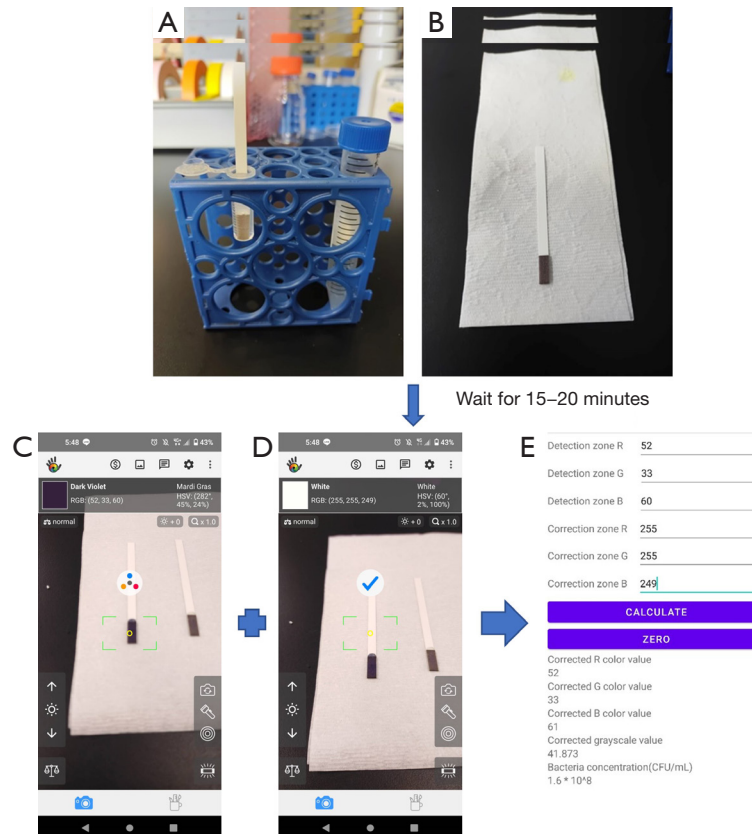 A
B
Wait for 15–20 minutes
C
5:48
43%
Dark Violet
Mardi Gras
RGB: (52, 33, 60)
HSV: (282°,
45%, 24%)
normal
+ 0
x 1.0
D
5:48
43%
White
White
RGB: (255, 255, 249)
HSV: (60°,
2%, 100%)
normal
+ 0
x 1.0
E
Detection zone R 52
Detection zone G 33
Detection zone B 60
Correction zone R 255
Correction zone G 255
Correction zone B 249
CALCULATE
ZERO
Corrected R color value
52
Corrected G color value
33
Corrected B color value
61
Corrected grayscale value
41.873
Bacteria concentration(CFU/mL)
1.6 * 10^8